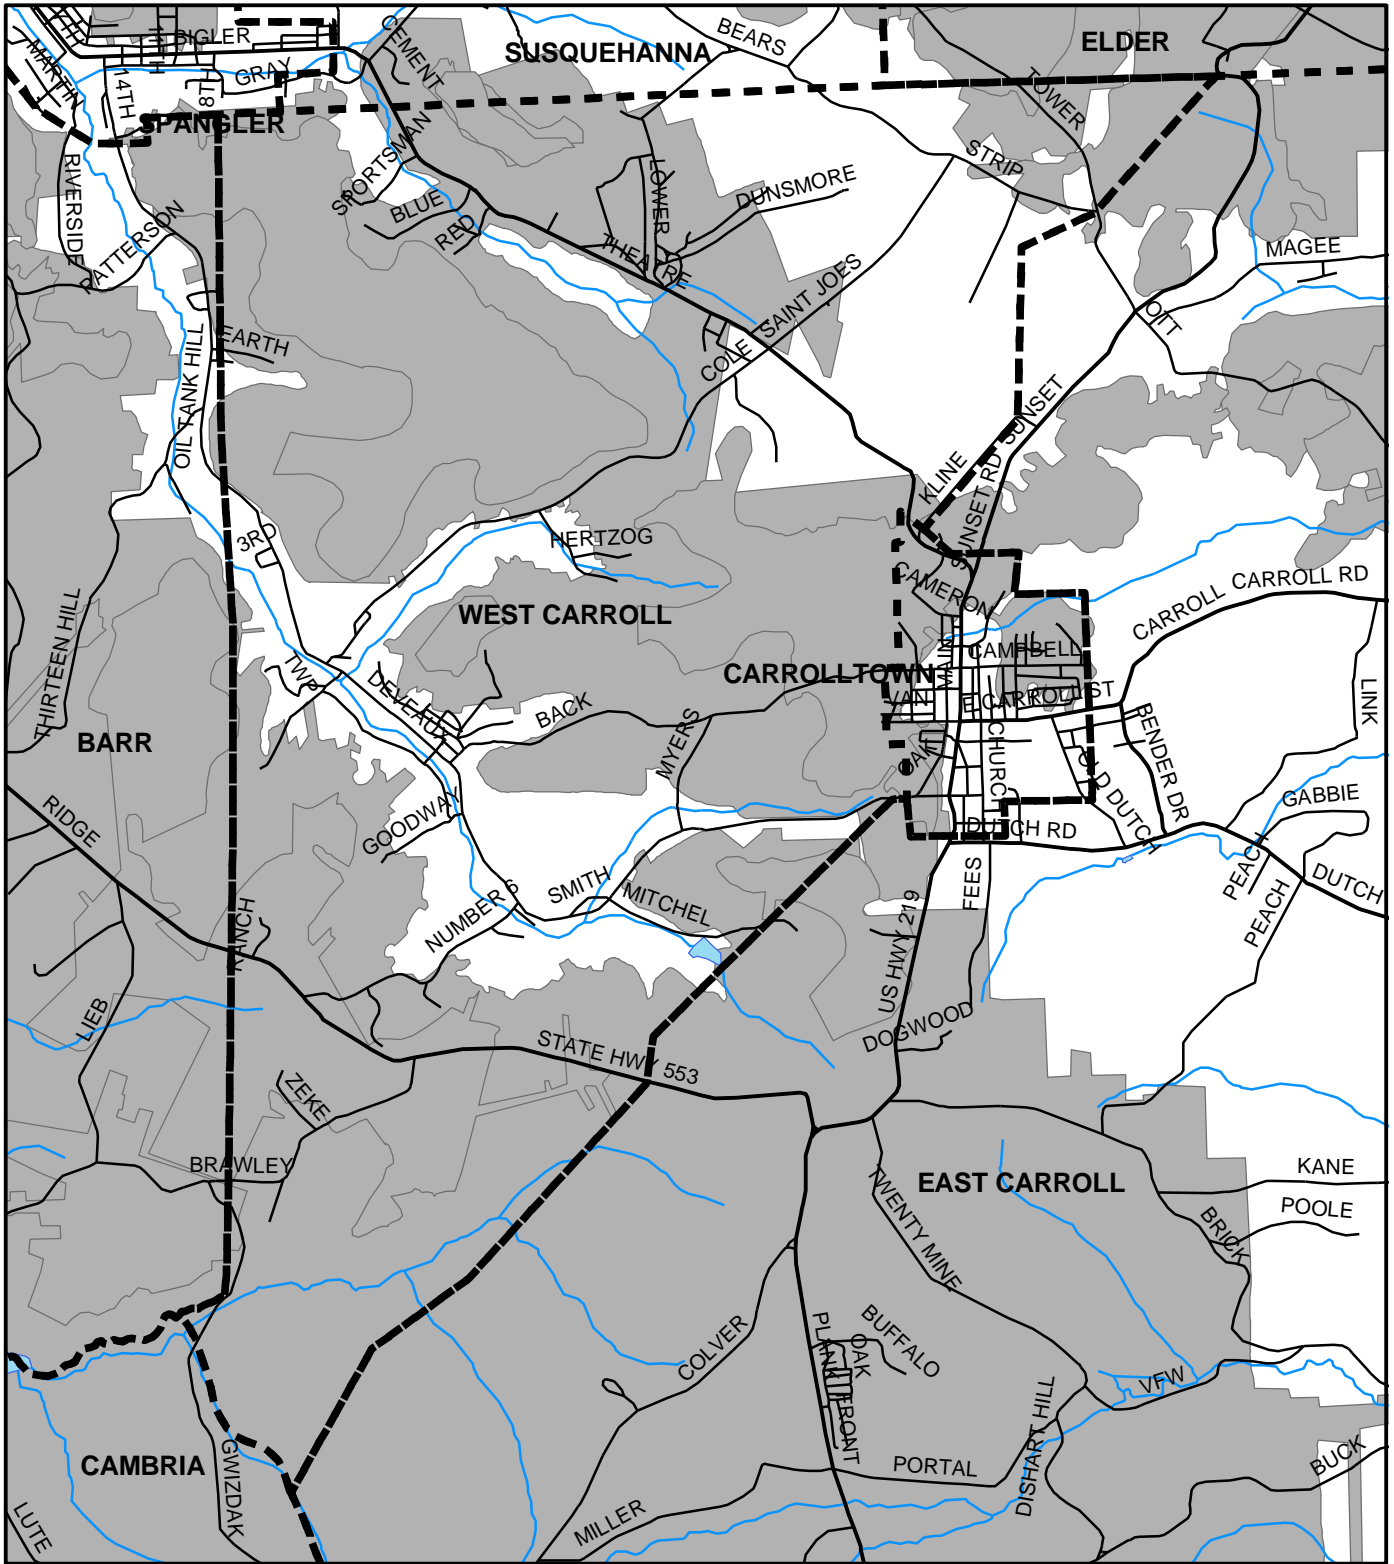 BIGLER
MARTIN
14TH
8TH
GRAY
SPANGLER
CEMENT
SUSQUEHANNA
BEARS
ELDER
TOWER
STRIP
SPORTSMAN
BLUE
RED
LOWER
DUNSMORE
THEATRE
RIVERSIDE
PATTERSON
MAGEE
OTT
COLE
SAINT JOES
EARTH
OIL TANK HILL
SUNSET
KLINE
SUNSET RD
3RD
HERTZOG
CAMERON
CARROLL
CARROLL RD
THIRTEEN HILL
WEST CARROLL
CARROLLTOWN
MAIN
CAMPBELL
TWP
DEVEAUX
BACK
VAN
E CARROLL ST
LINK
BARR
MYERS
OAK
CHURCH
OLD DUTCH
BENDER DR
RIDGE
GOODWAY
DUTCH RD
GABBIE
PEACH
PEACH
DUTCH
NUMBER 6
SMITH
MITCHEL
FEES
US HWY 219
RANCH
LIEB
DOGWOOD
STATE HWY 553
ZEKE
BRAWLEY
EAST CARROLL
TWENTY MINE
KANE
POOLE
BRICK
COLVER
PLANK
OAK
BUFFALO
FRONT
VFW
DISHART HILL
CAMBRIA
GWIZDAK
PORTAL
BUCK
LUTE
MILLER